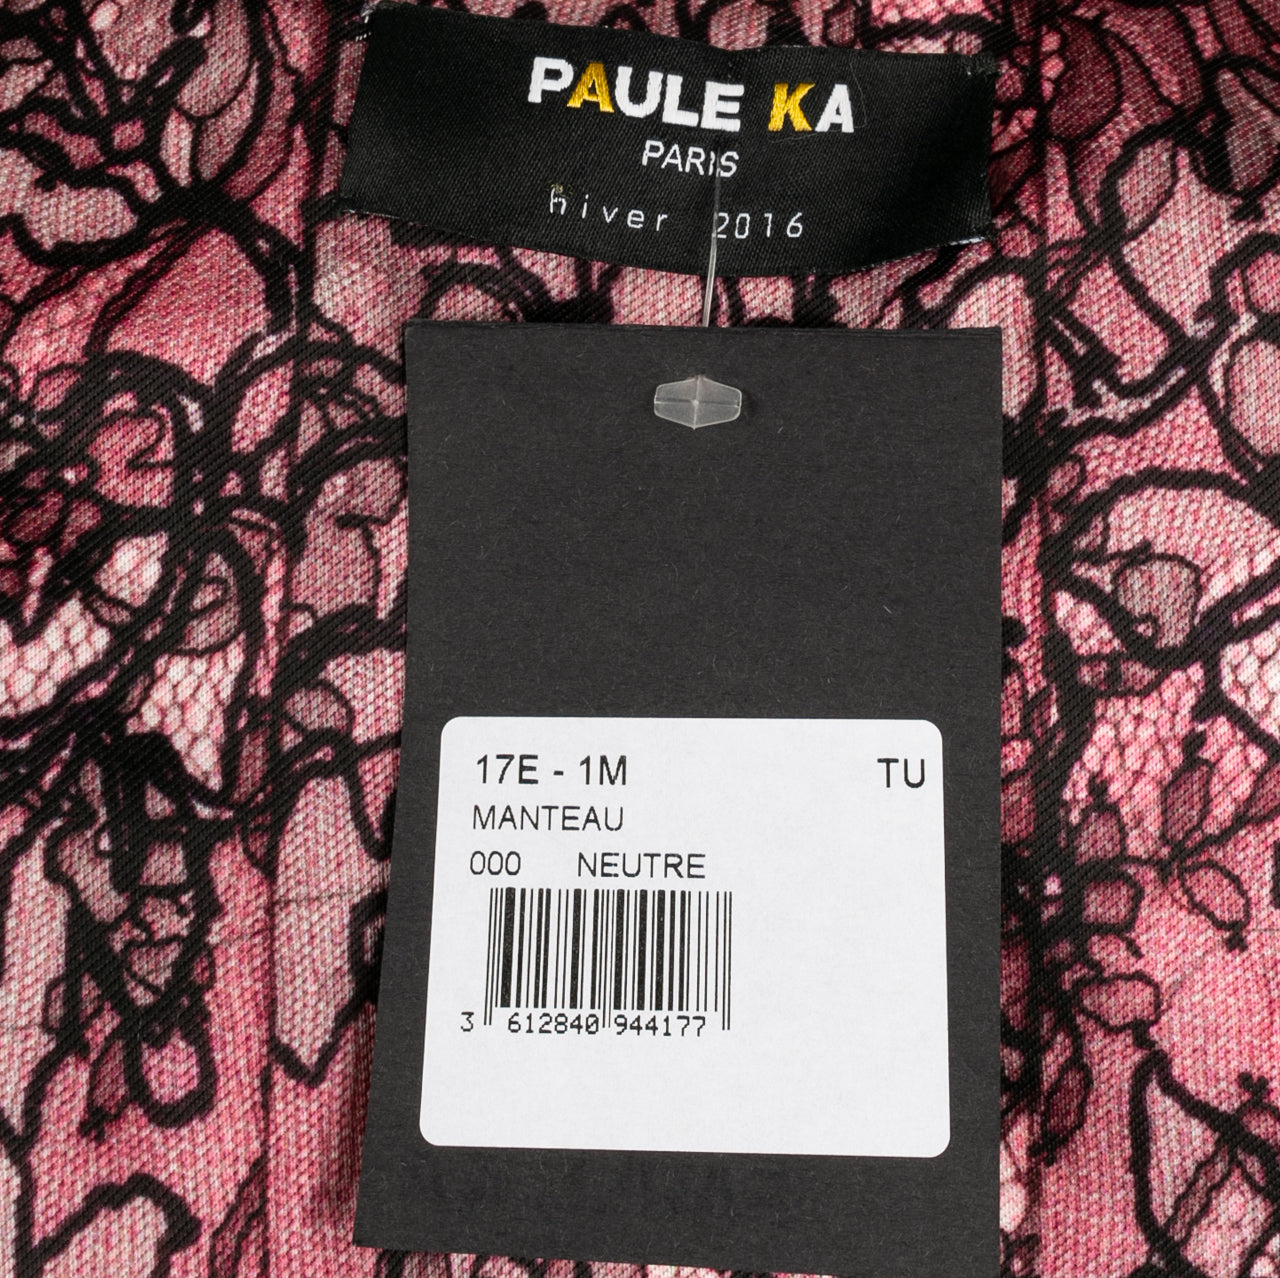 PAULE KA
PARIS
hiver 2016
17E - 1M TU
MANTEAU
000 NEUTRE
3 612840 944177